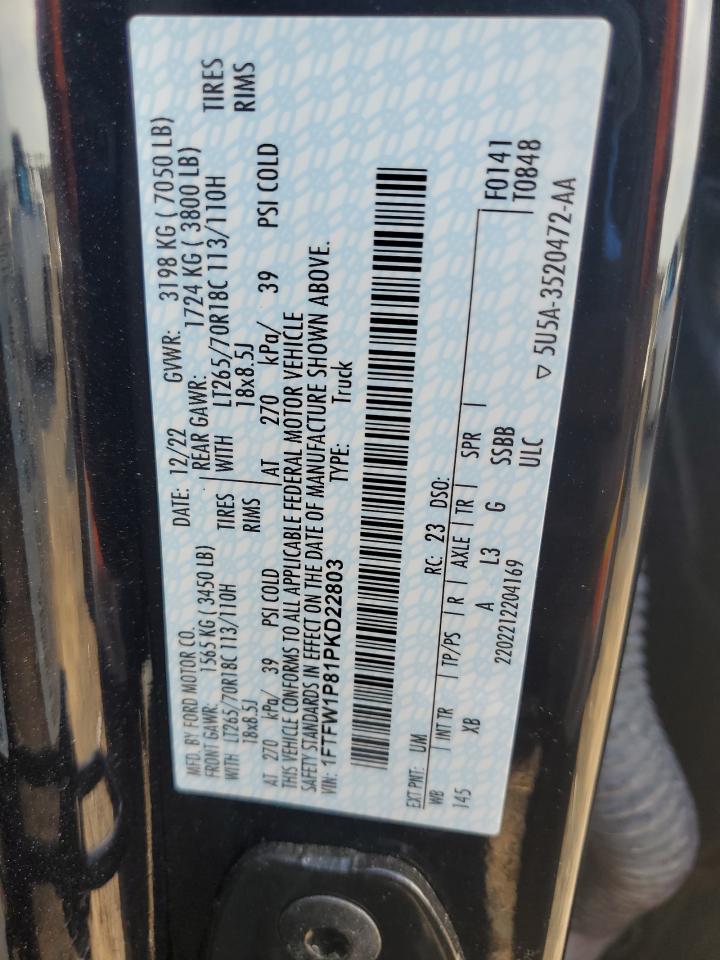 MFD. BY FORD MOTOR CO. DATE: 12/22 GVWR: 3198 KG ( 7050 LB)
FRONT GAWR: 1565 KG ( 3450 LB) REAR GAWR: 1724 KG ( 3800 LB)
WITH LT265/70R18C 113/110H TIRES WITH LT265/70R18C 113/110H TIRES
18x8.5J RIMS 18x8.5J RIMS
AT 270 kPa/ 39 PSI COLD AT 270 kPa/ 39 PSI COLD
THIS VEHICLE CONFORMS TO ALL APPLICABLE FEDERAL MOTOR VEHICLE
SAFETY STANDARDS IN EFFECT ON THE DATE OF MANUFACTURE SHOWN ABOVE.
VIN: 1FTFW1P81PKD22803 TYPE: Truck
EXT PNT: UM RC: 23 DSO: F0141
WB INT TR TP/PS R AXLE TR SPR T0848
145 XB A L3 G SSBB
2202212204169 ULC
▽ 5U5A-3520472-AA